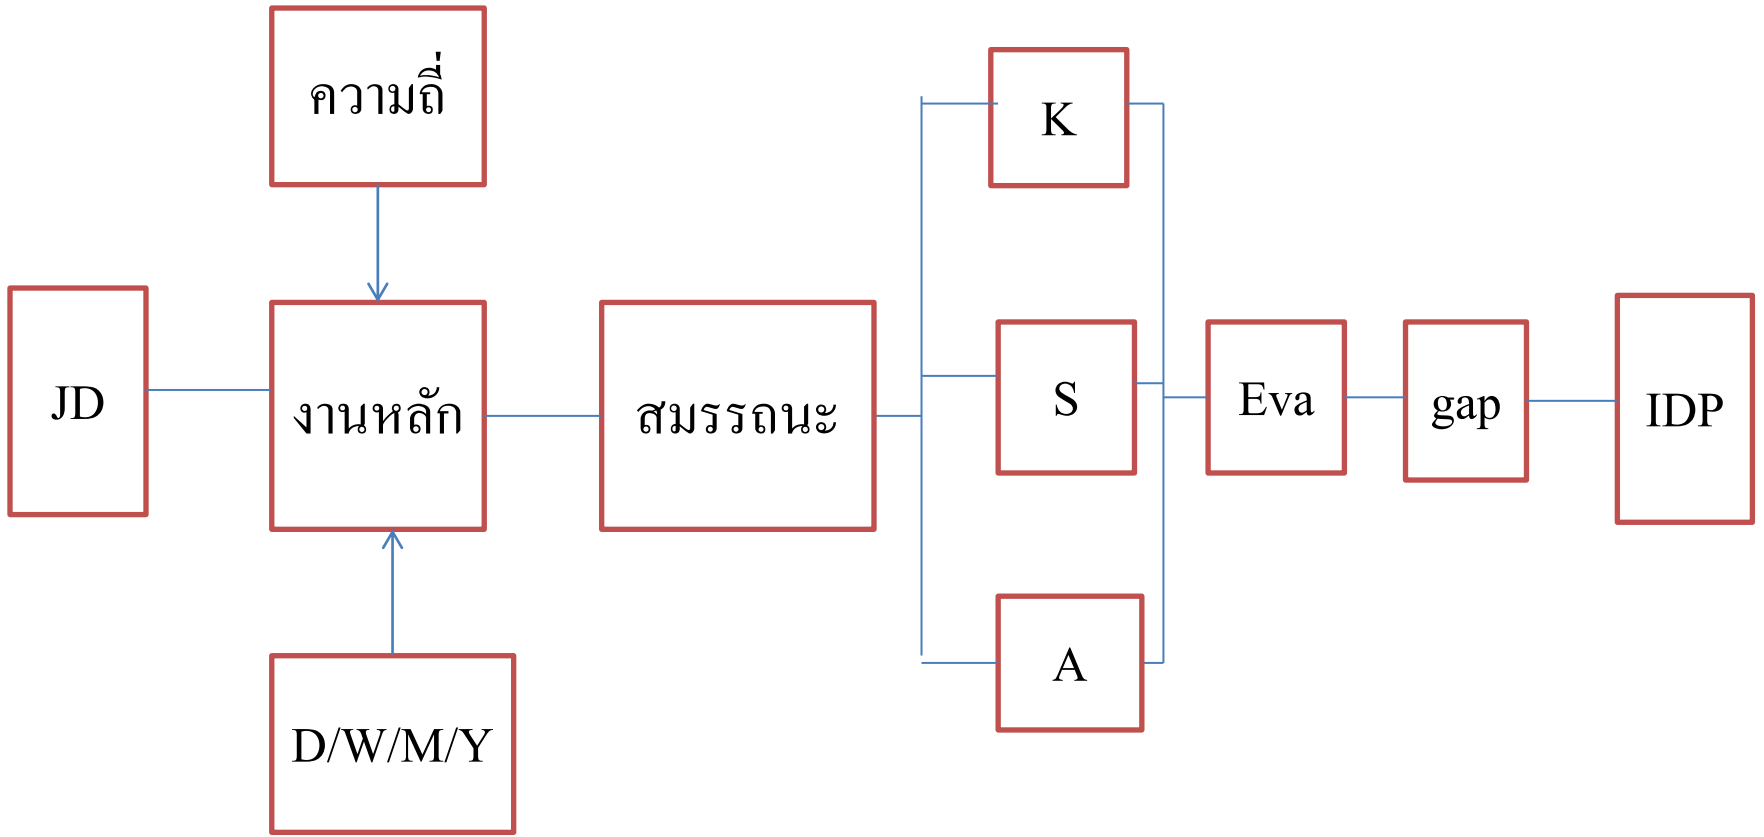 ความถี่
K
JD
งานหลัก
สมรรถนะ
S
Eva
gap
IDP
A
D/W/M/Y